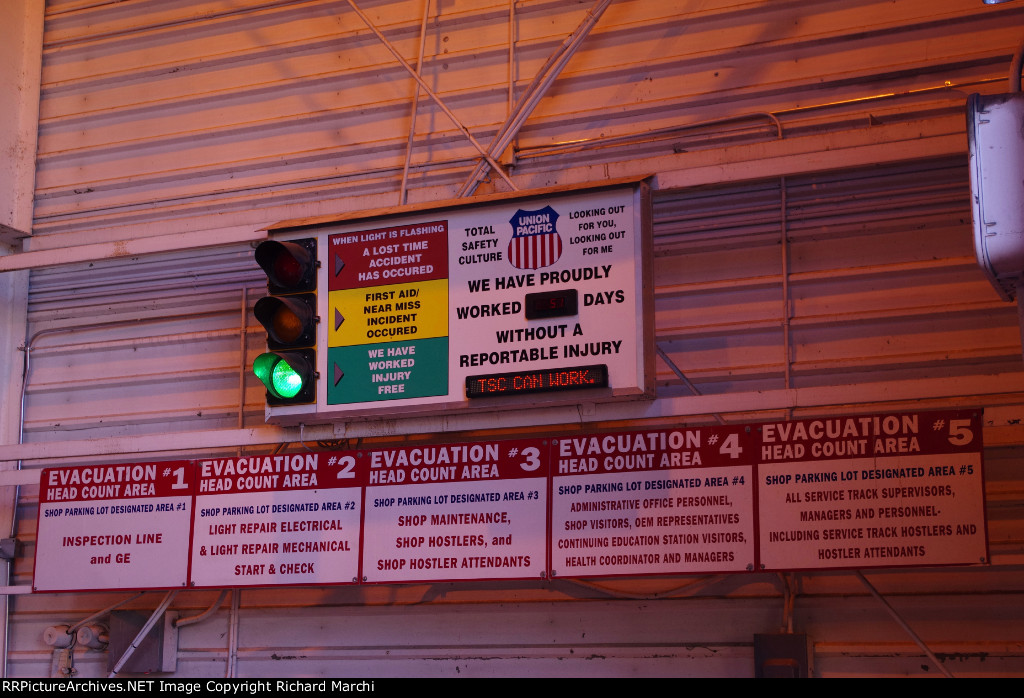 WHEN LIGHT IS FLASHING
A LOST TIME
ACCIDENT
HAS OCCURED
FIRST AID/
NEAR MISS
INCIDENT
OCCURED
WE HAVE
WORKED
INJURY
FREE
TOTAL
SAFETY
CULTURE
UNION
PACIFIC
LOOKING OUT
FOR YOU,
LOOKING OUT
FOR ME
WE HAVE PROUDLY
WORKED DAYS
WITHOUT A
REPORTABLE INJURY
TSC CAN WORK.
EVACUATION #1
HEAD COUNT AREA
SHOP PARKING LOT DESIGNATED AREA #1
INSPECTION LINE
and GE
EVACUATION #2
HEAD COUNT AREA
SHOP PARKING LOT DESIGNATED AREA #2
LIGHT REPAIR ELECTRICAL
& LIGHT REPAIR MECHANICAL
START & CHECK
EVACUATION #3
HEAD COUNT AREA
SHOP PARKING LOT DESIGNATED AREA #3
SHOP MAINTENANCE,
SHOP HOSTLERS, and
SHOP HOSTLER ATTENDANTS
EVACUATION #4
HEAD COUNT AREA
SHOP PARKING LOT DESIGNATED AREA #4
ADMINISTRATIVE OFFICE PERSONNEL,
SHOP VISITORS, OEM REPRESENTATIVES
CONTINUING EDUCATION STATION VISITORS,
HEALTH COORDINATOR AND MANAGERS
EVACUATION #5
HEAD COUNT AREA
SHOP PARKING LOT DESIGNATED AREA #5
ALL SERVICE TRACK SUPERVISORS,
MANAGERS AND PERSONNEL-
INCLUDING SERVICE TRACK HOSTLERS AND
HOSTLER ATTENDANTS
RRPictureArchives.NET Image Copyright Richard Marchi